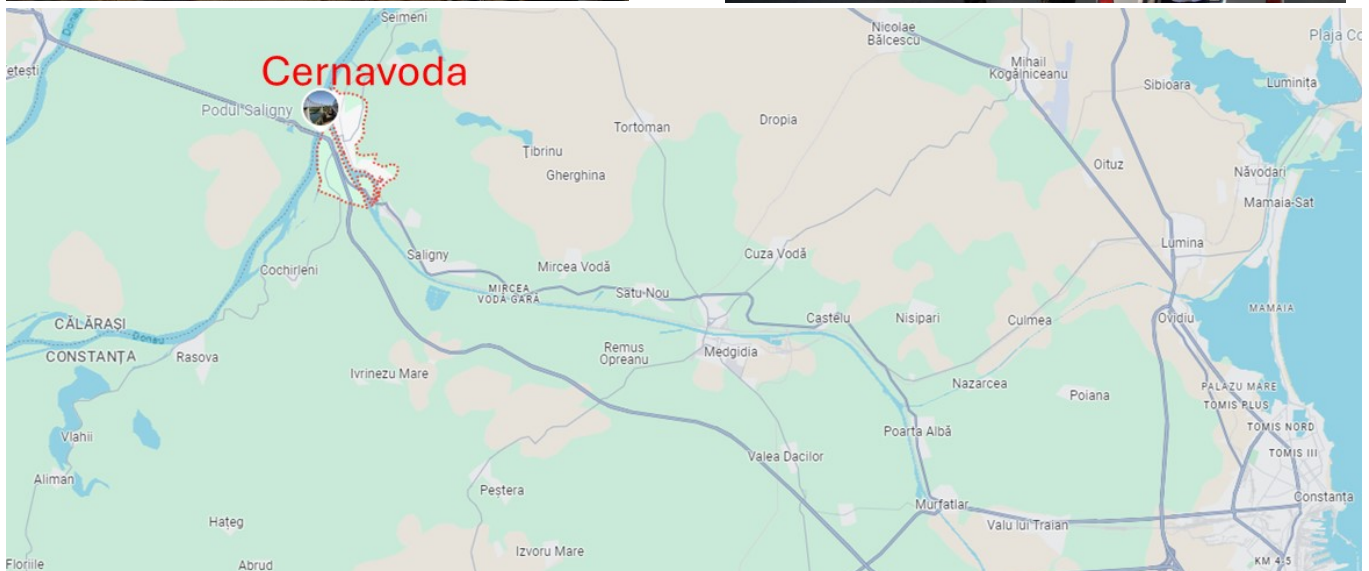 Seimeni
Nicolae
Bălcescu
Plaja Co
Cernavoda
Mihail
Kogălniceanu
etești
Sibioara
Luminița
Podul Saligny
Tortoman
Dropia
Țibrinu
Oituz
Năvodari
Gherghina
Mamaia-Sat
Lumina
Saligny
Cuza Vodă
Cochirleni
Mircea Vodă
MIRCEA
VODĂ GARĂ
Satu Nou
MAMAIA
CĂLĂRAȘI
Castelu
Nisipari
Culmea
Ovidiu
CONSTANȚA
Rasova
Remus
Opreanu
Medgidia
Ivrinezu Mare
Nazarcea
Poiana
PALAZU MARE
TOMIS PLUS
Vlahii
Poarta Albă
TOMIS NORD
Valea Dacilor
TOMIS III
Aliman
Peștera
Constanța
Murfatlar
Hațeg
Valu lui Traian
Izvoru Mare
Floriile
Abrud
KM 4-5